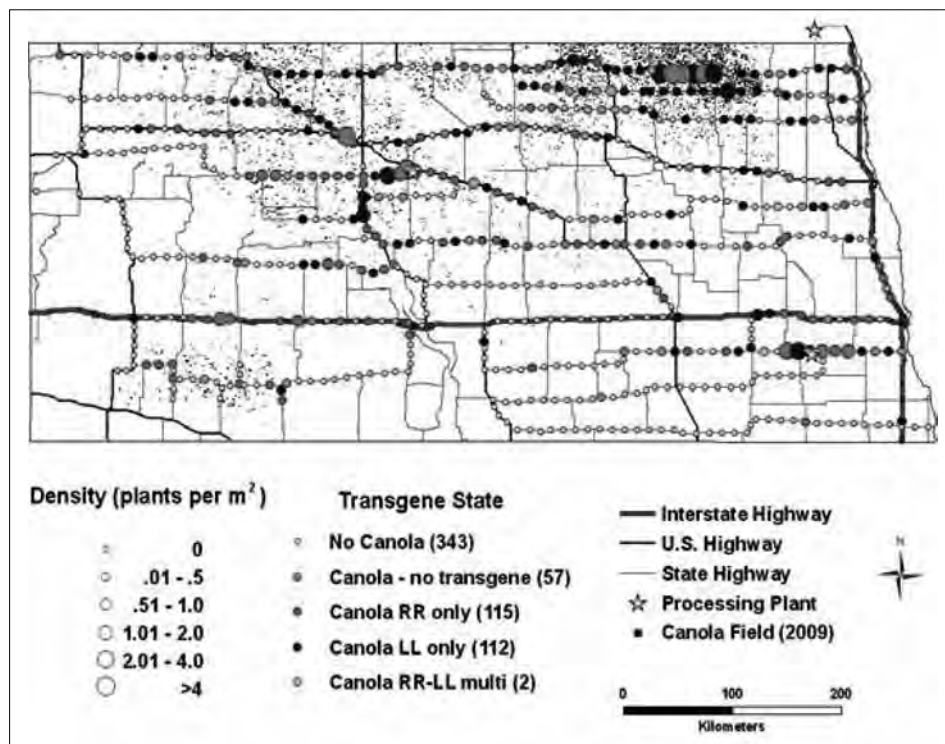 Density (plants per m²)
0
.01 - .5
.51 - 1.0
1.01 - 2.0
2.01 - 4.0
>4
Transgene State
No Canola (343)
Canola - no transgene (57)
Canola RR only (115)
Canola LL only (112)
Canola RR-LL multi (2)
Interstate Highway
U.S. Highway
State Highway
Processing Plant
Canola Field (2009)
N
0 100 200
Kilometers